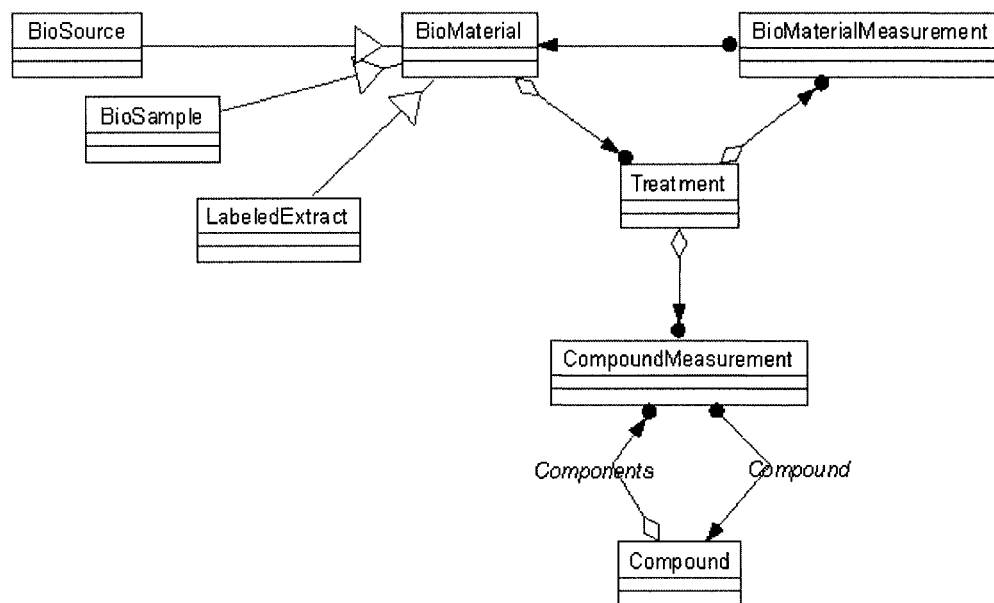 BioSource
BioMaterial
BioMaterialMeasurement
BioSample
Treatment
LabeledExtract
CompoundMeasurement
Components
Compound
Compound